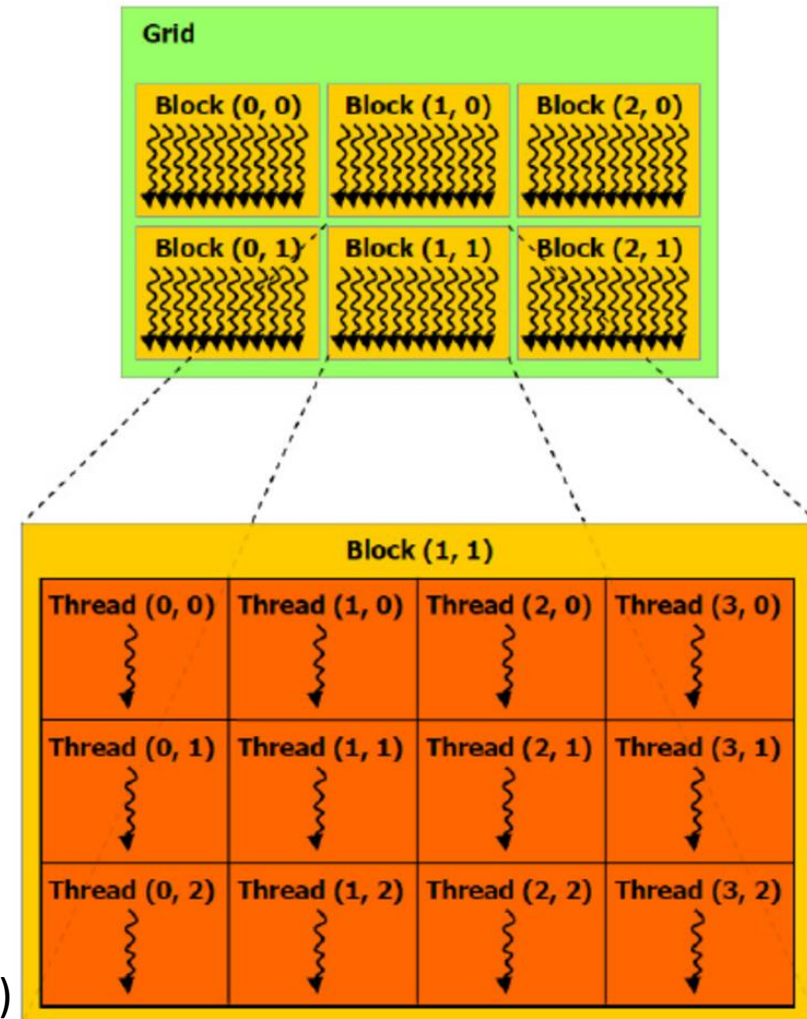 Grid
Block (0, 0) Block (1, 0) Block (2, 0)
Block (0, 1) Block (1, 1) Block (2, 1)
Block (1, 1)
Thread (0, 0) Thread (1, 0) Thread (2, 0) Thread (3, 0)
Thread (0, 1) Thread (1, 1) Thread (2, 1) Thread (3, 1)
Thread (0, 2) Thread (1, 2) Thread (2, 2) Thread (3, 2)
)